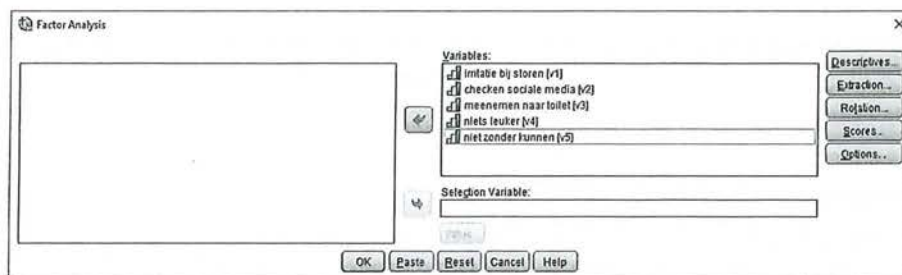 Factor Analysis
Variables:
irritatie bij storen [v1]
checken sociale media [v2]
meenemen naar toilet [v3]
niets leuker [v4]
niet zonder kunnen [v5]
Descriptives...
Extraction...
Rotation...
Scores...
Options...
Selection Variable:
OK Paste Reset Cancel Help